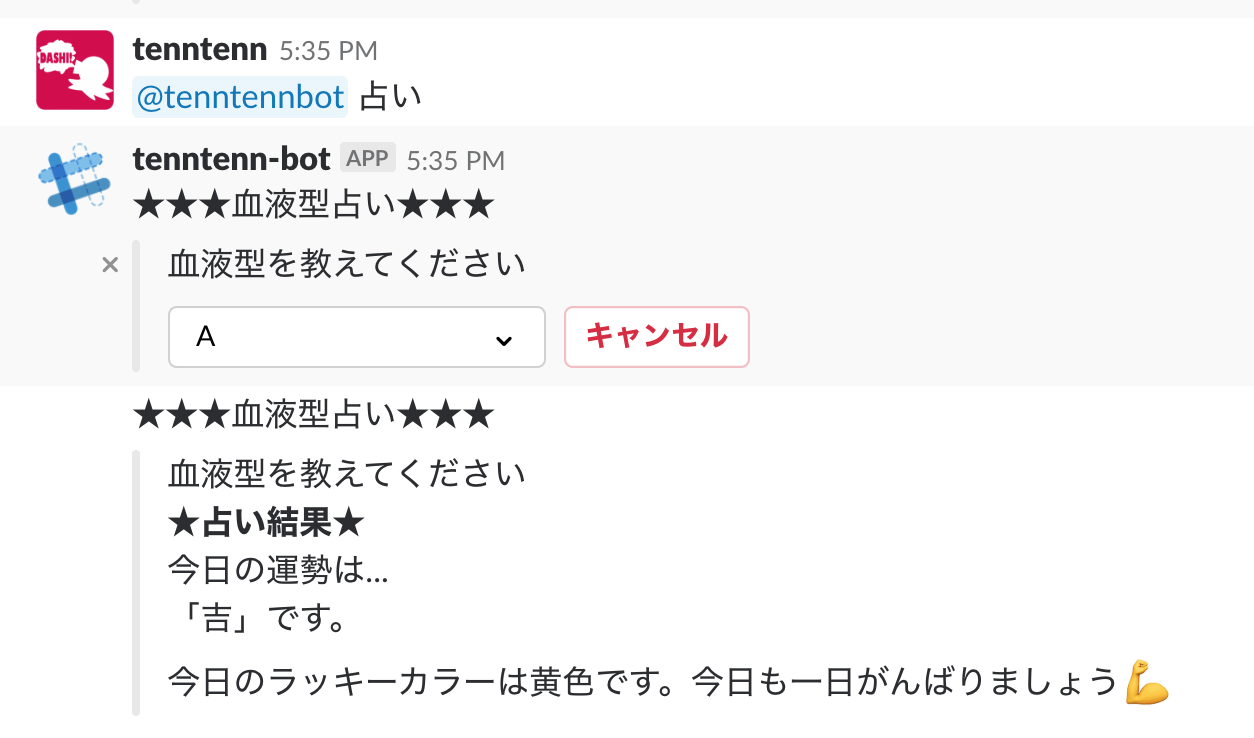 DASH!!
tenntenn 5:35 PM
@tenntennbot 占い
tenntenn-bot APP 5:35 PM
★★★血液型占い★★★
× 血液型を教えてください
A キャンセル
★★★血液型占い★★★
血液型を教えてください
★占い結果★
今日の運勢は...
「吉」です。
今日のラッキーカラーは黄色です。今日も一日がんばりましょう💪